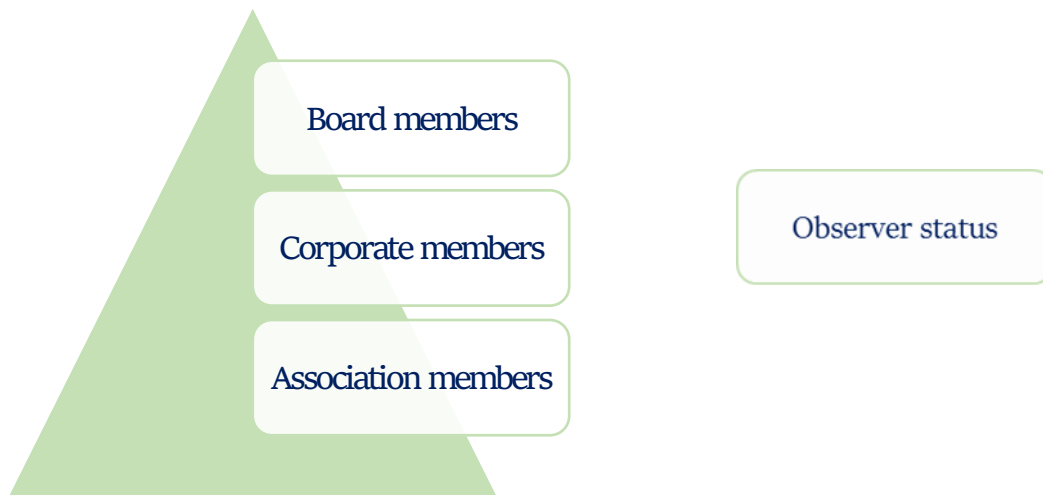 Board members
Corporate members
Observer status
Association members